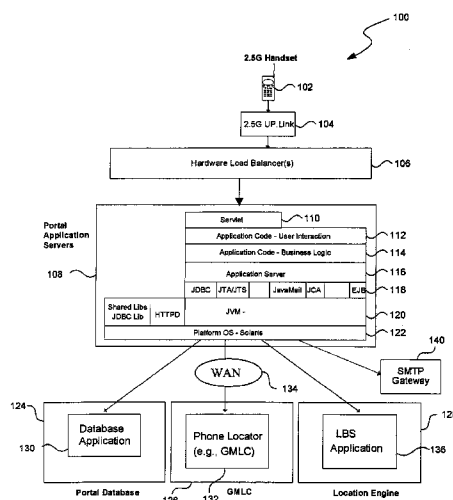 100
2.5G Handset
102
2.5G UP.Link
104
Hardware Load Balancer(s)
106
Portal
Application
Servers
108
Servlet
110
Application Code - User Interaction
112
Application Code - Business Logic
114
Application Server
116
JDBC JTA/JTS JavaMail JCA EJB
118
Shared Libs
JDBC Lib
HTTPD
JVM -
120
Platform OS - Solaris
122
WAN
134
140
SMTP
Gateway
124
Database
Application
130
Portal Database
Phone Locator
(e.g., GMLC)
132
126
GMLC
LBS
Application
136
Location Engine